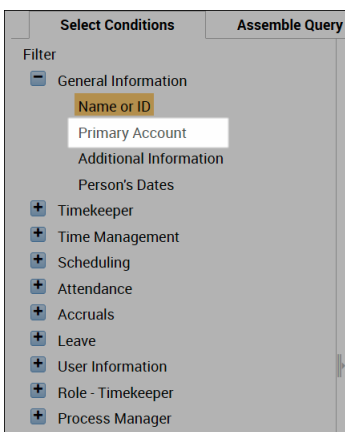 Select Conditions Assemble Query
Filter
General Information
Name or ID
Primary Account
Additional Information
Person's Dates
Timekeeper
Time Management
Scheduling
Attendance
Accruals
Leave
User Information
Role - Timekeeper
Process Manager